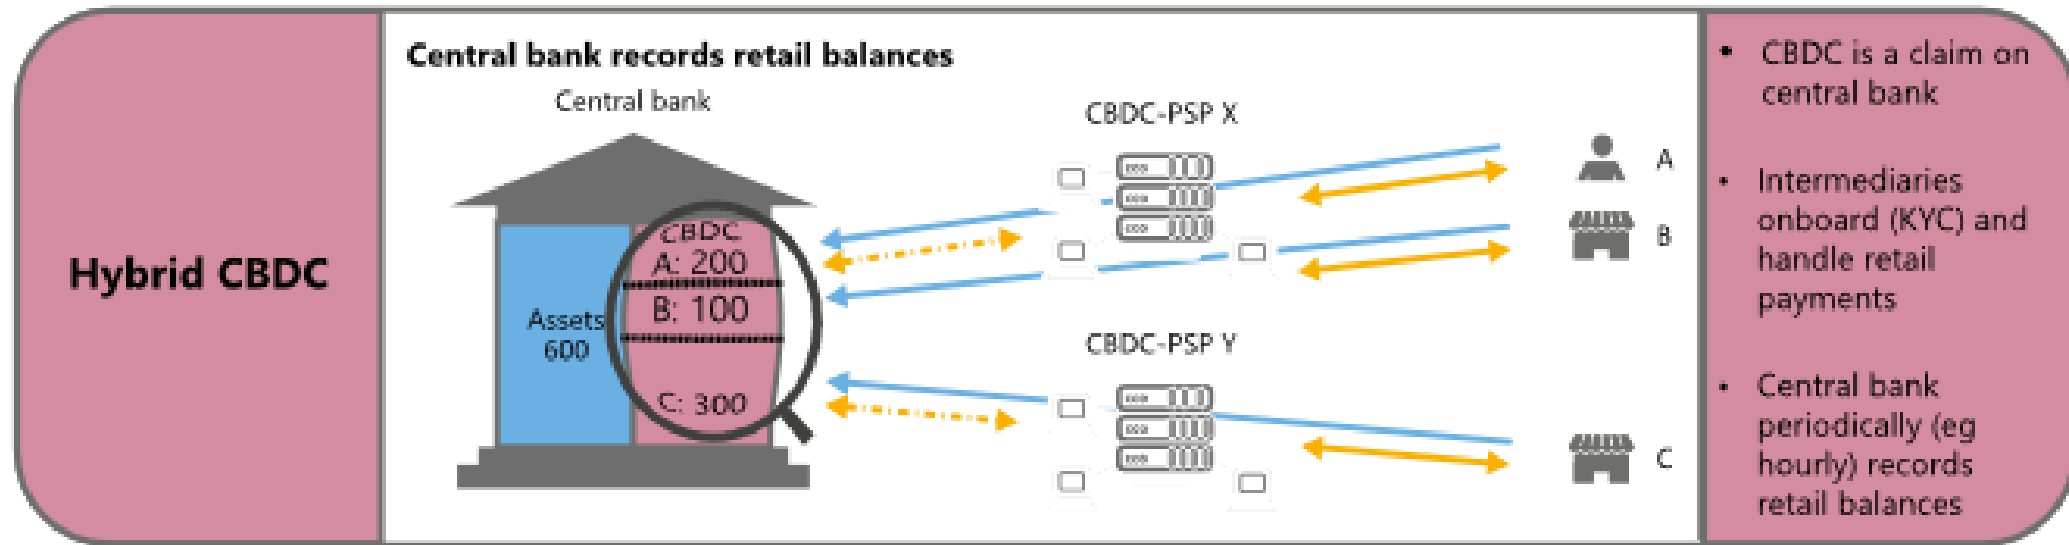 Hybrid CBDC
Central bank records retail balances
Central bank
Assets
600
CBDC
A: 200
B: 100
C: 300
CBDC-PSP X
CBDC-PSP Y
A
B
C
• CBDC is a claim on
central bank
• Intermediaries
onboard (KYC) and
handle retail
payments
• Central bank
periodically (eg
hourly) records
retail balances